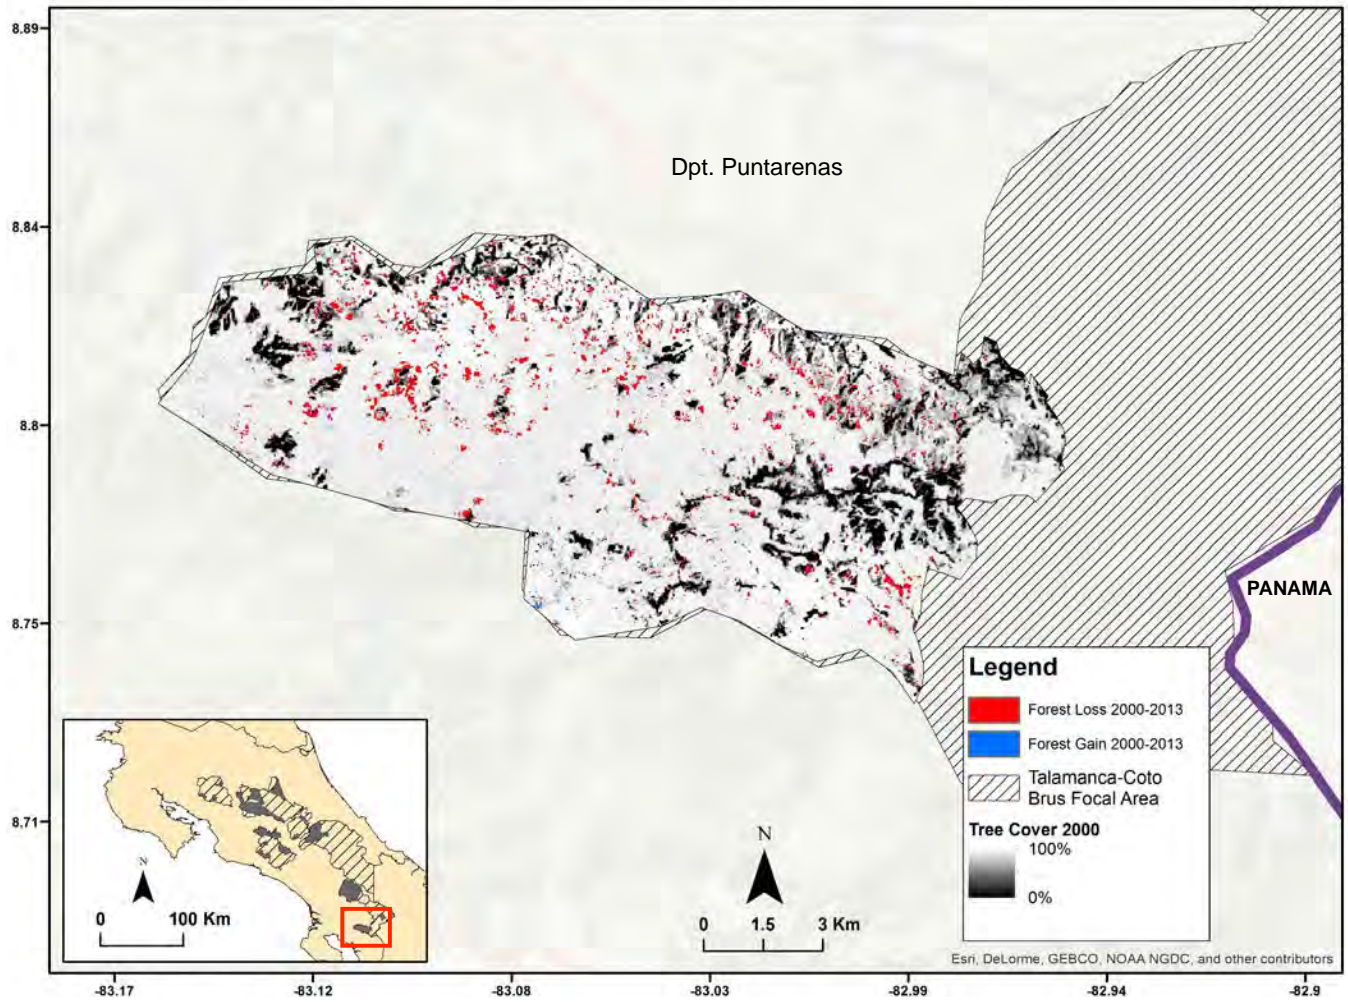 8.89
Dpt. Puntarenas
8.84
8.8
PANAMA
8.75
Legend
Forest Loss 2000-2013
Forest Gain 2000-2013
Talamanca-Coto
Brus Focal Area
Tree Cover 2000
100%
0%
8.71
N
0 1.5 3 Km
N
0 100 Km
Esri, DeLorme, GEBCO, NOAA NGDC, and other contributors
-83.17 -83.12 -83.08 -83.03 -82.99 -82.94 -82.9